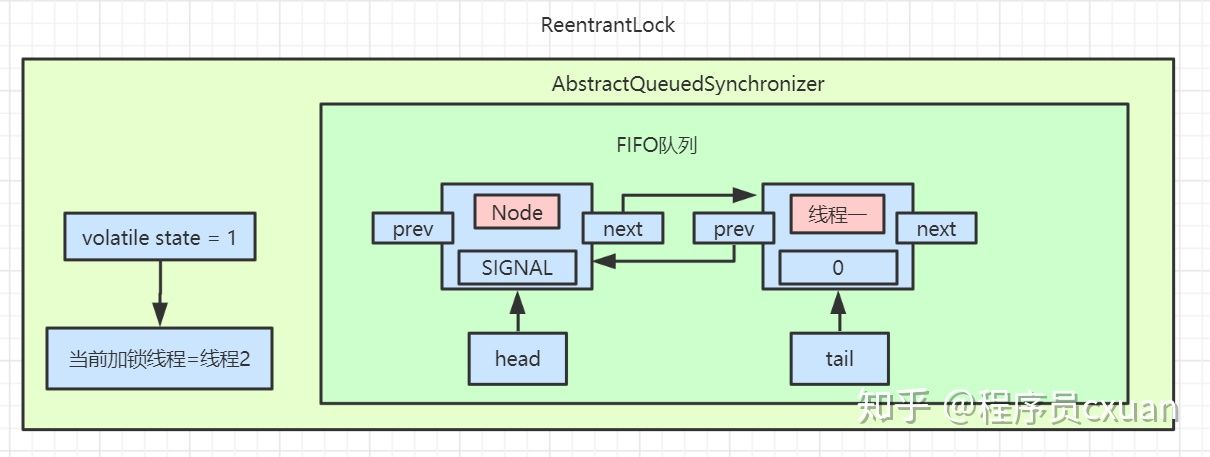 ReentrantLock
AbstractQueuedSynchronizer
FIFO队列
Node
线程一
prev
next
prev
next
volatile state = 1
SIGNAL
0
当前加锁线程=线程2
head
tail
知乎 @程序员cxuan